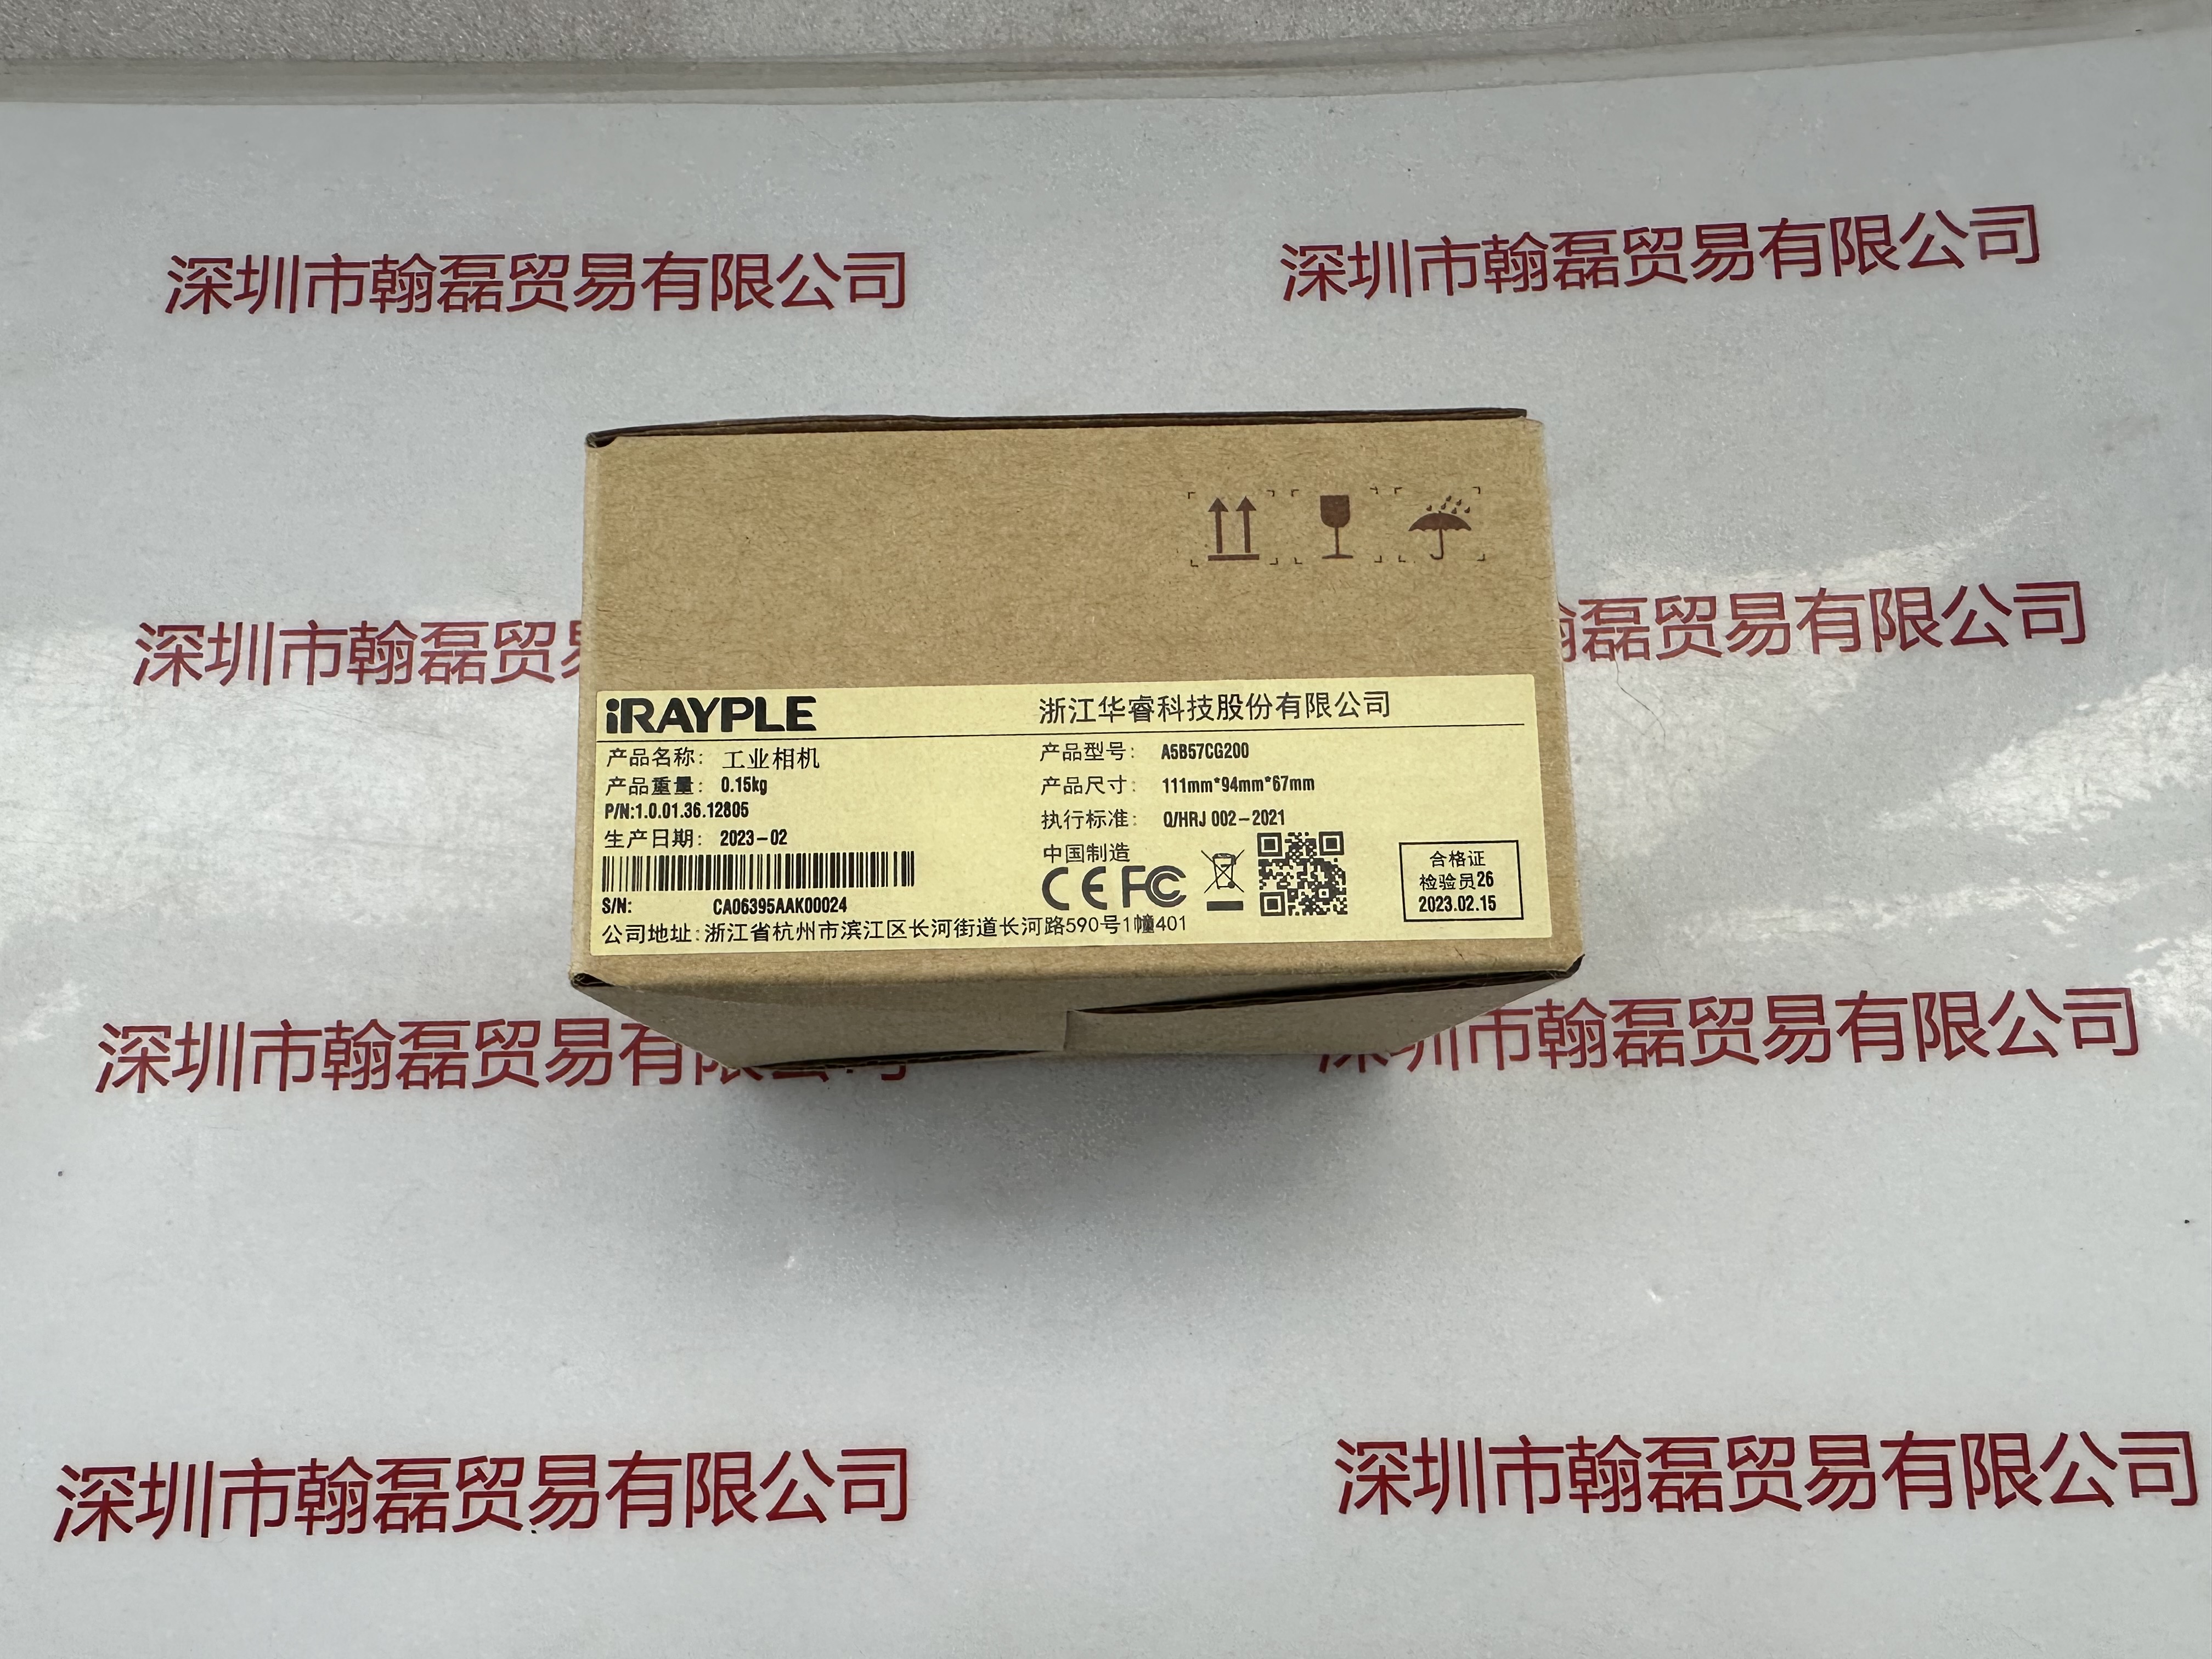 深圳市翰磊贸易有限公司
深圳市翰磊贸易有限公司
深圳市翰磊贸
磊贸易有限公司
iRAYPLE
浙江华睿科技股份有限公司
产品名称: 工业相机
产品型号: A5B57CG200
产品重量: 0.15kg
产品尺寸: 111mm*94mm*67mm
P/N:1.0.01.36.12805
执行标准: Q/HRJ 002-2021
生产日期: 2023-02
中国制造
CE FC
合格证
检验员26
2023.02.15
S/N: CA06395AAK00024
公司地址:浙江省杭州市滨江区长河街道长河路590号1幢401
深圳市翰磊贸易有限公司
深圳市翰磊贸易有限公司
深圳市翰磊贸易有限公司
深圳市翰磊贸易有限公司